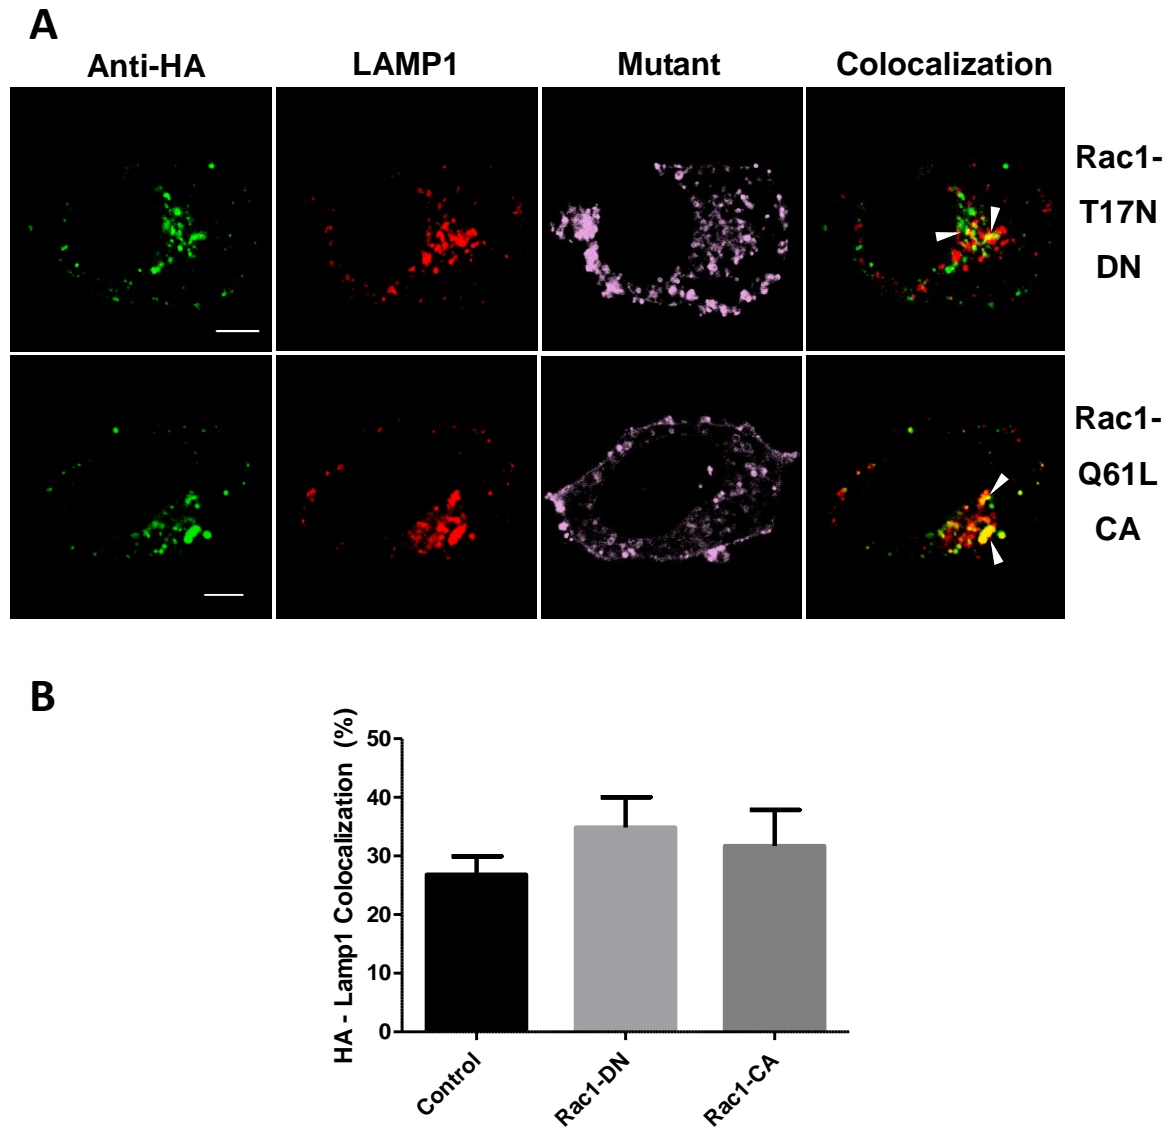 A
Anti-HA LAMP1 Mutant Colocalization
Rac1-
T17N
DN
Rac1-
Q61L
CA
B
HA - Lamp1 Colocalization (%)
50
40
30
20
10
0
Control Rac1-DN Rac1-CA